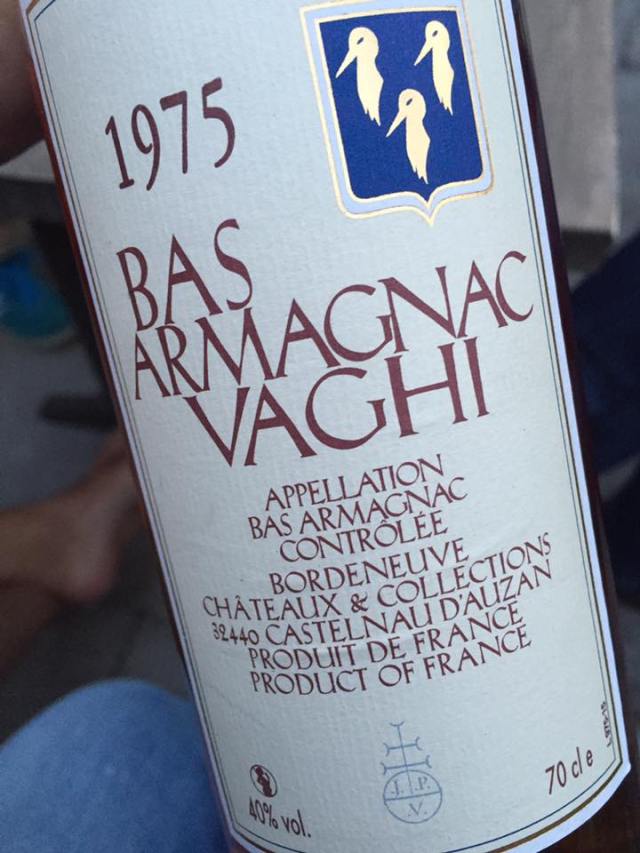 1975
BAS
ARMAGNAC
VAGHI
APPELLATION
BAS ARMAGNAC
CONTRÔLÉE
BORDENEUVE
CHÂTEAUX & COLLECTIONS
32440 CASTELNAU D'AUZAN
PRODUIT DE FRANCE
PRODUCT OF FRANCE
J. P.
V.
40% vol.
70 cl e